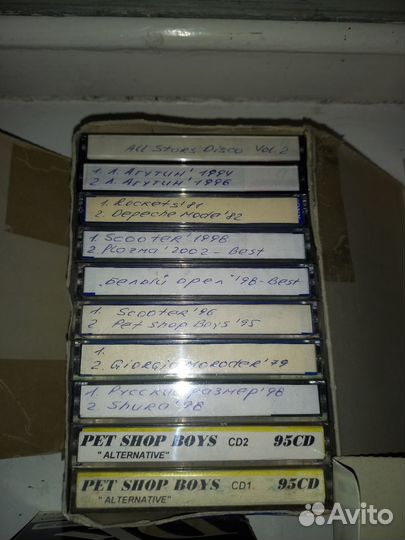 All Stars Disco Vol. 2
1. Л. Агутин' 1994
2 Л. Агутин' 1996
1. Rockets' 81
2. Depeche Mode' 82
1. Scooter' 1998
2. Plazma' 2002 - Best
"Белый орел" '98 - Best
1. Scooter' 96
2 Pet Shop Boys '95
1.
2. Giorgio Moroder' 79
1. Русский размер' 98
2 Shura' 98
PET SHOP BOYS CD2 95CD
"ALTERNATIVE"
PET SHOP BOYS CD1 95CD
"ALTERNATIVE"
Avito